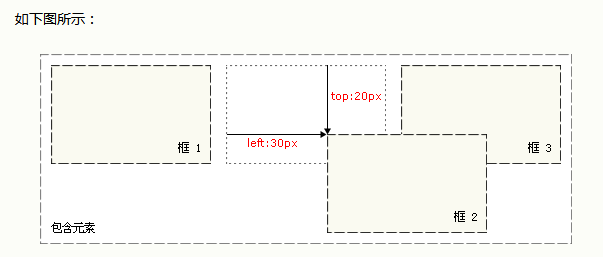 如下图所示：
top:20px
left:30px
框 1
框 3
框 2
包含元素